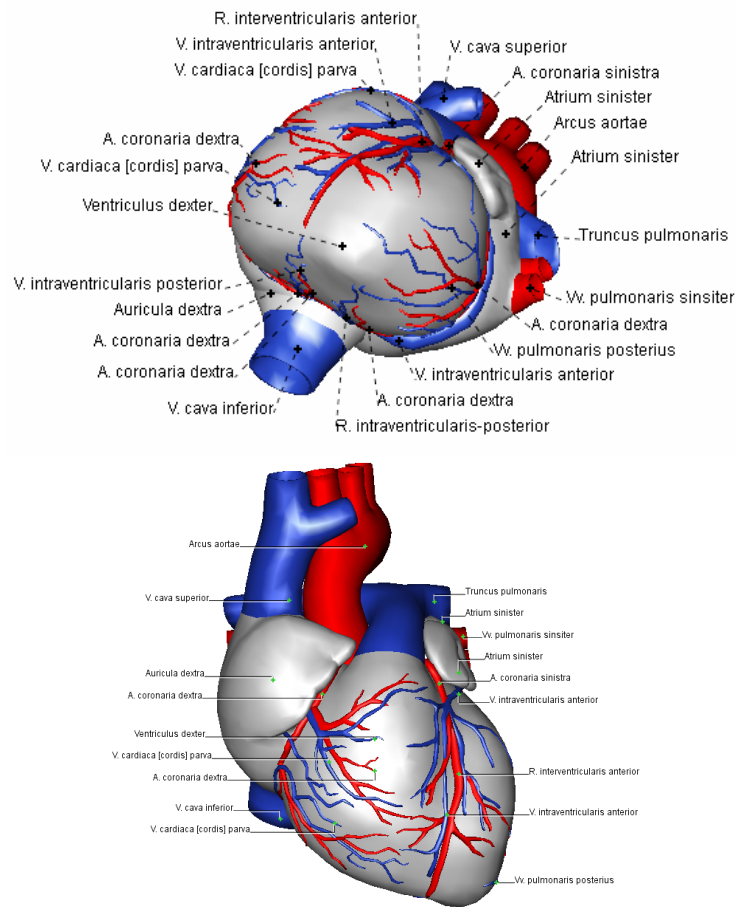 R. interventricularis anterior
V. intraventricularis anterior
V. cava superior
V. cardiaca [cordis] parva
A. coronaria sinistra
Atrium sinister
Arcus aortae
A. coronaria dextra
Atrium sinister
V. cardiaca [cordis] parva
Ventriculus dexter
Truncus pulmonaris
V. intraventricularis posterior
Auricula dextra
Vv. pulmonaris sinsiter
A. coronaria dextra
A. coronaria dextra
Vv. pulmonaris posterius
A. coronaria dextra
V. intraventricularis anterior
V. cava inferior
A. coronaria dextra
R. intraventricularis-posterior
Arcus aortae
Truncus pulmonaris
V. cava superior
Atrium sinister
Vv. pulmonaris sinsiter
Atrium sinister
Auricula dextra
A. coronaria sinistra
A. coronaria dextra
V. intraventricularis anterior
Ventriculus dexter
V. cardiaca [cordis] parva
A. coronaria dextra
R. interventricularis anterior
V. cava inferior
V. intraventricularis anterior
V. cardiaca [cordis] parva
Vv. pulmonaris posterius